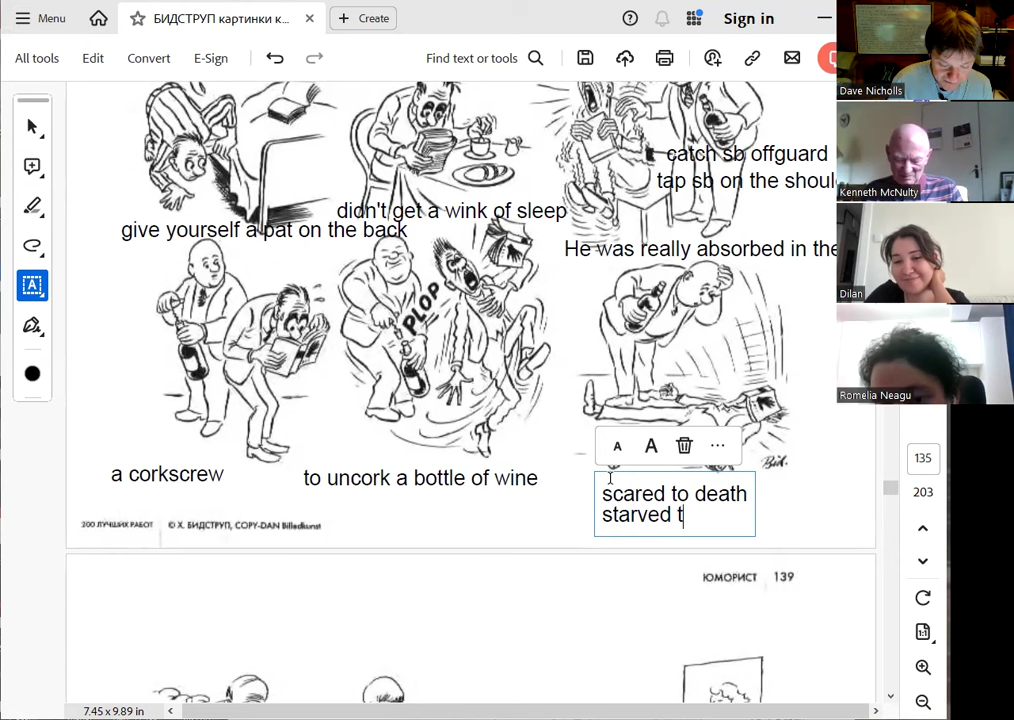 Menu
БИДСТРУП картинки к...
Create
Sign in
All tools
Edit
Convert
E-Sign
Find text or tools
Dave Nicholls
catch sb offguard
Kenneth McNulty
tap sb on the shoul
didn't get a wink of sleep
give yourself a pat on the back
He was really absorbed in the
Dilan
PLOP
Romelia Neagu
A A
135
a corkscrew
to uncork a bottle of wine
Bid.
scared to death
203
starved t
200 ЛУЧШИХ РАБОТ © Х. БИДСТРУП, COPY-DAN Billedkunst
ЮМОРИСТ 139
1:1
7.45 x 9.89 in